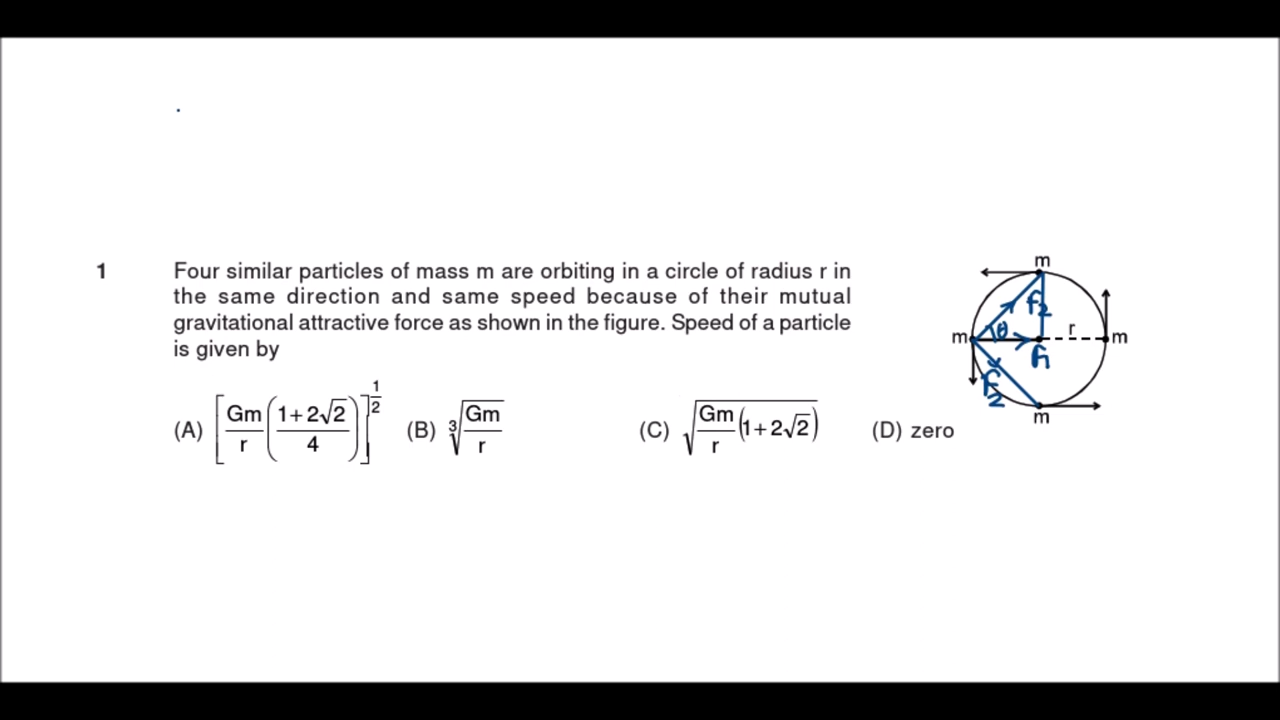 1 Four similar particles of mass m are orbiting in a circle of radius r in
the same direction and same speed because of their mutual
gravitational attractive force as shown in the figure. Speed of a particle
is given by
(A) [Gm/r (1+2√2/4)]^1/2 (B) ∛(Gm/r) (C) √(Gm/r (1+2√2)) (D) zero
m
F2
m θ r m
F1
F2
m